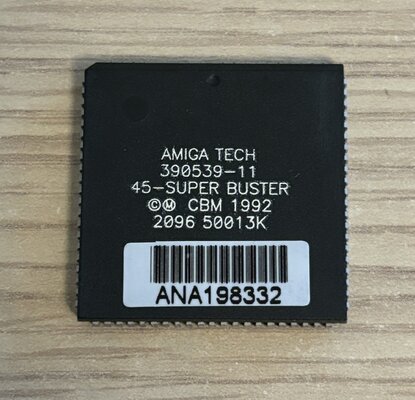 AMIGA TECH
390539-11
45-SUPER BUSTER
©Ⓜ CBM 1992
2096 50013K
ANA198332